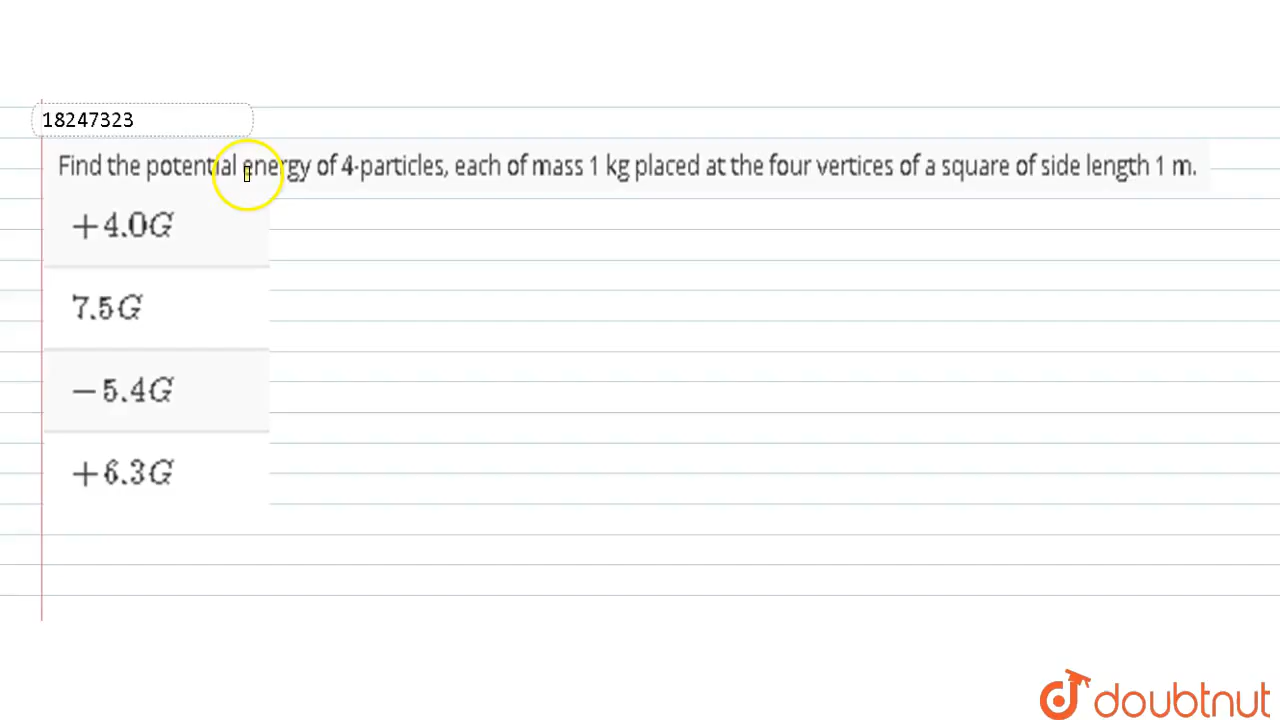 18247323
Find the potential energy of 4-particles, each of mass 1 kg placed at the four vertices of a square of side length 1 m.
+4.0G
7.5G
−5.4G
+6.3G
doubtnut